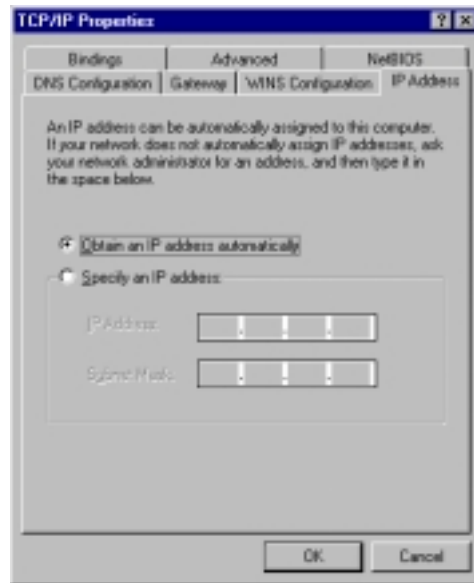 TCP/IP Properties
Bindings Advanced NetBIOS
DNS Configuration Gateway WINS Configuration IP Address
An IP address can be automatically assigned to this computer.
If your network does not automatically assign IP addresses, ask
your network administrator for an address, and then type it in
the space below.
Obtain an IP address automatically
Specify an IP address:
IP Address:
Subnet Mask:
OK Cancel